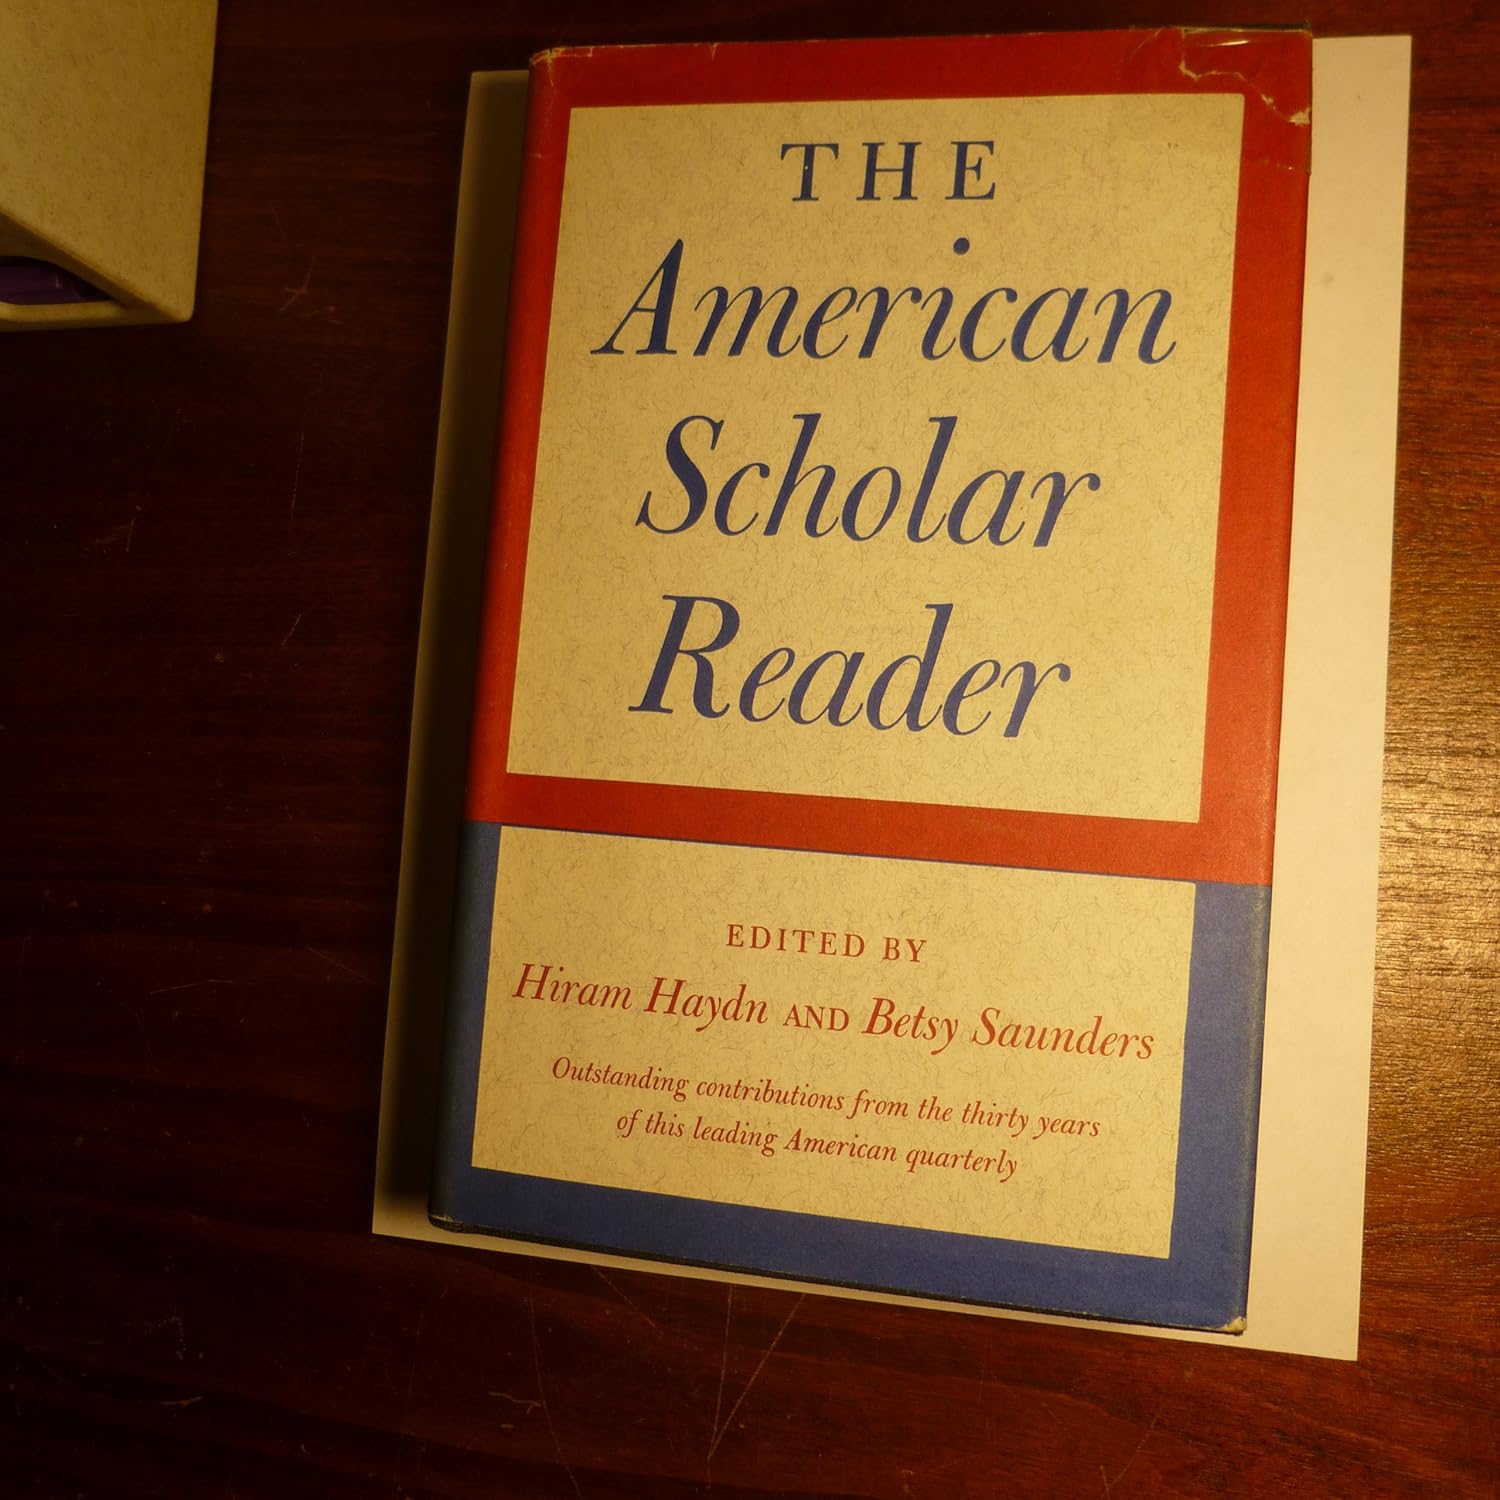 THE
American
Scholar
Reader
EDITED BY
Hiram Haydn AND Betsy Saunders
Outstanding contributions from the thirty years
of this leading American quarterly